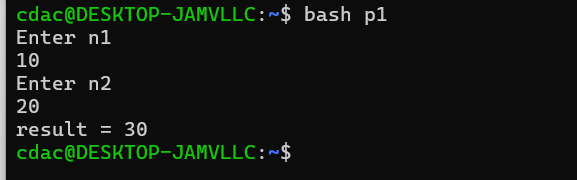 cdac@DESKTOP-JAMVLLC:~$ bash p1
Enter n1
10
Enter n2
20
result = 30
cdac@DESKTOP-JAMVLLC:~$